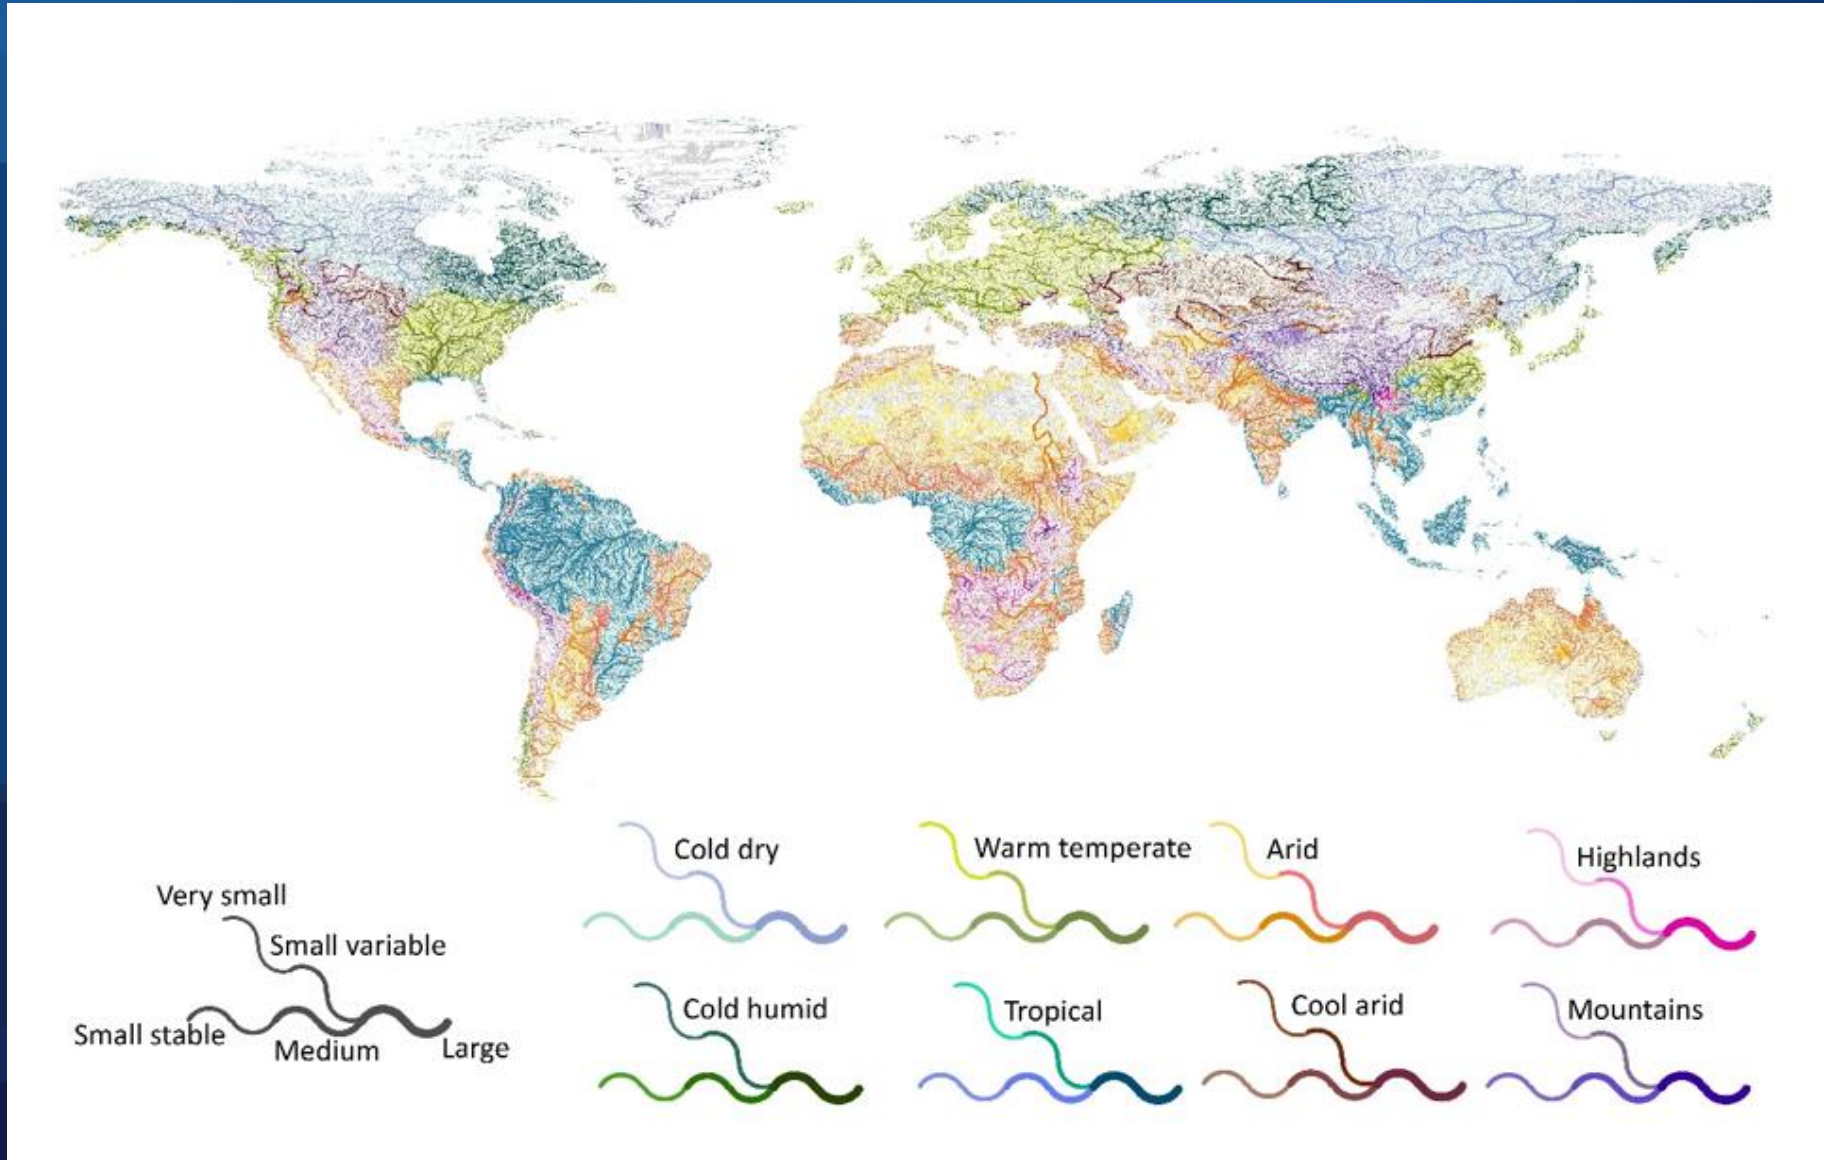 Cold dry
Warm temperate
Arid
Highlands
Very small
Small variable
Small stable
Medium
Large
Cold humid
Tropical
Cool arid
Mountains